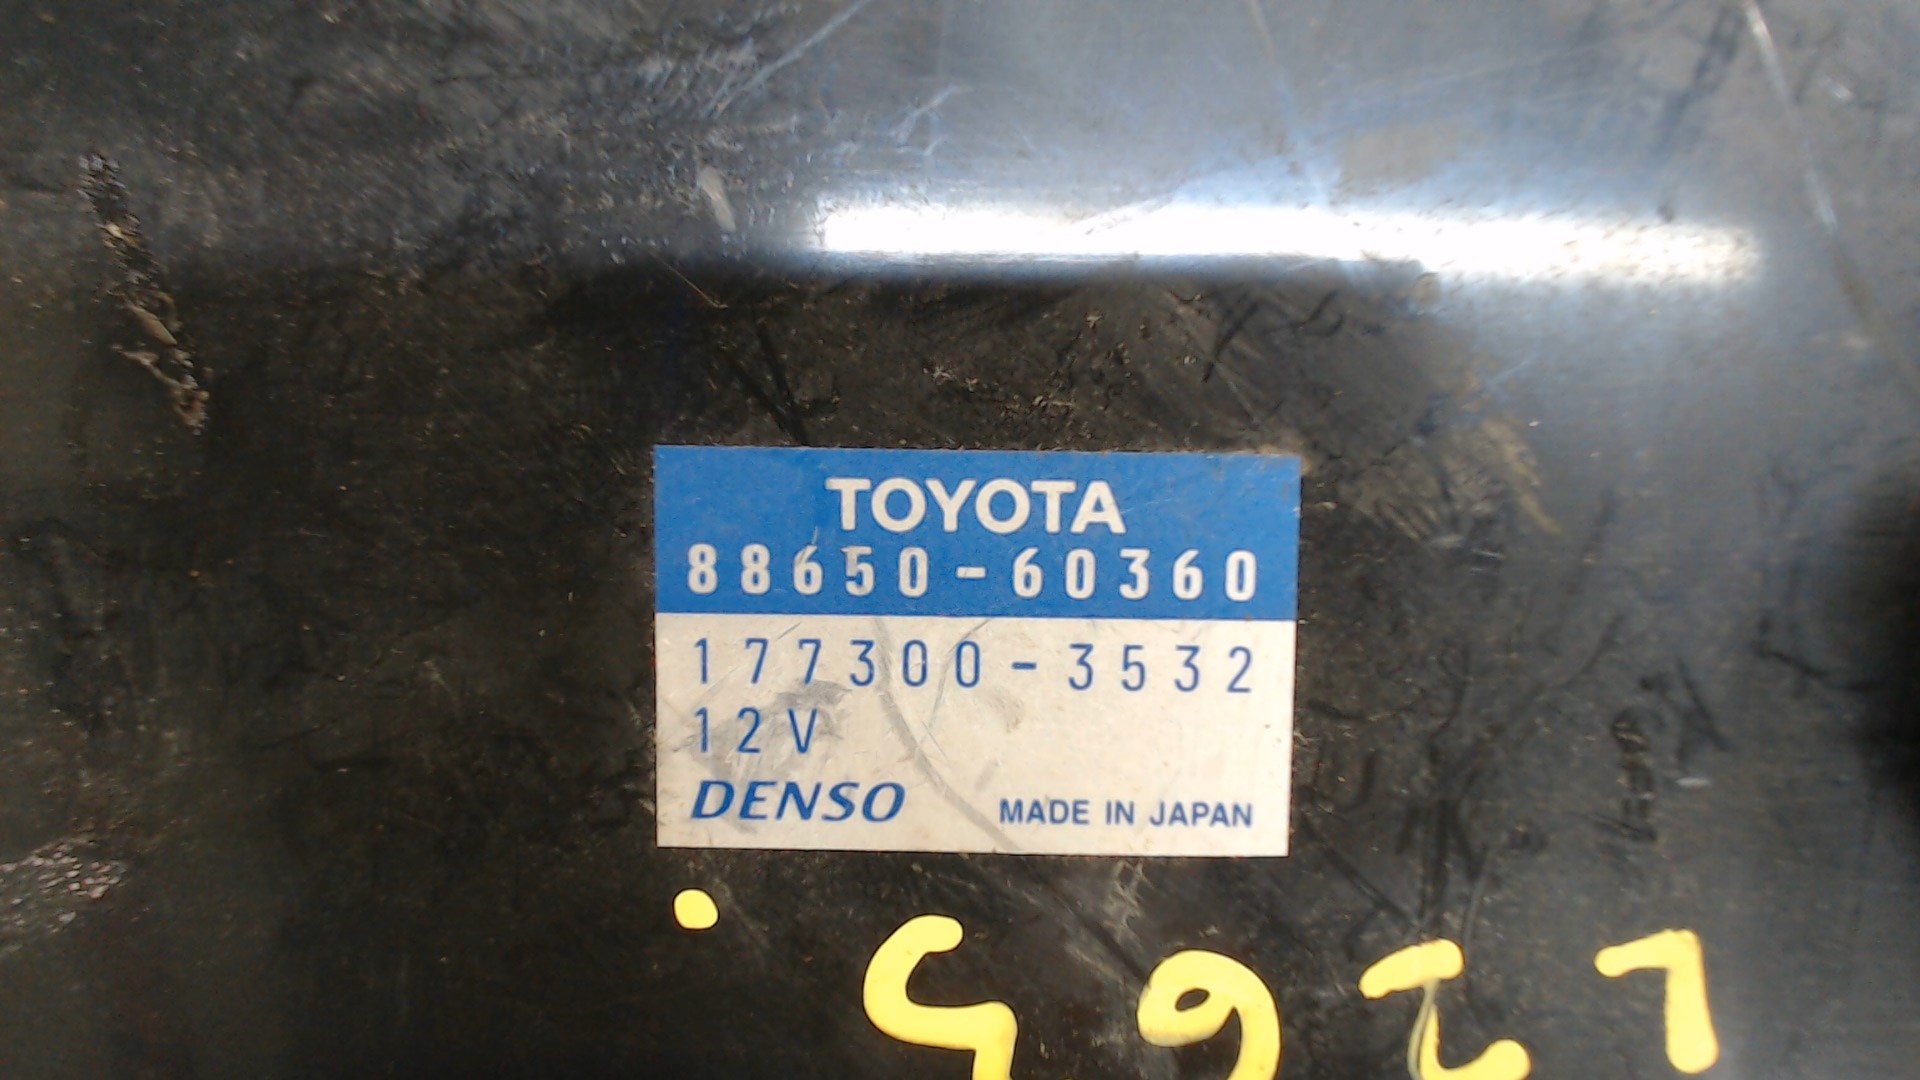 TOYOTA
88650-60360
177300-3532
12V
DENSO MADE IN JAPAN